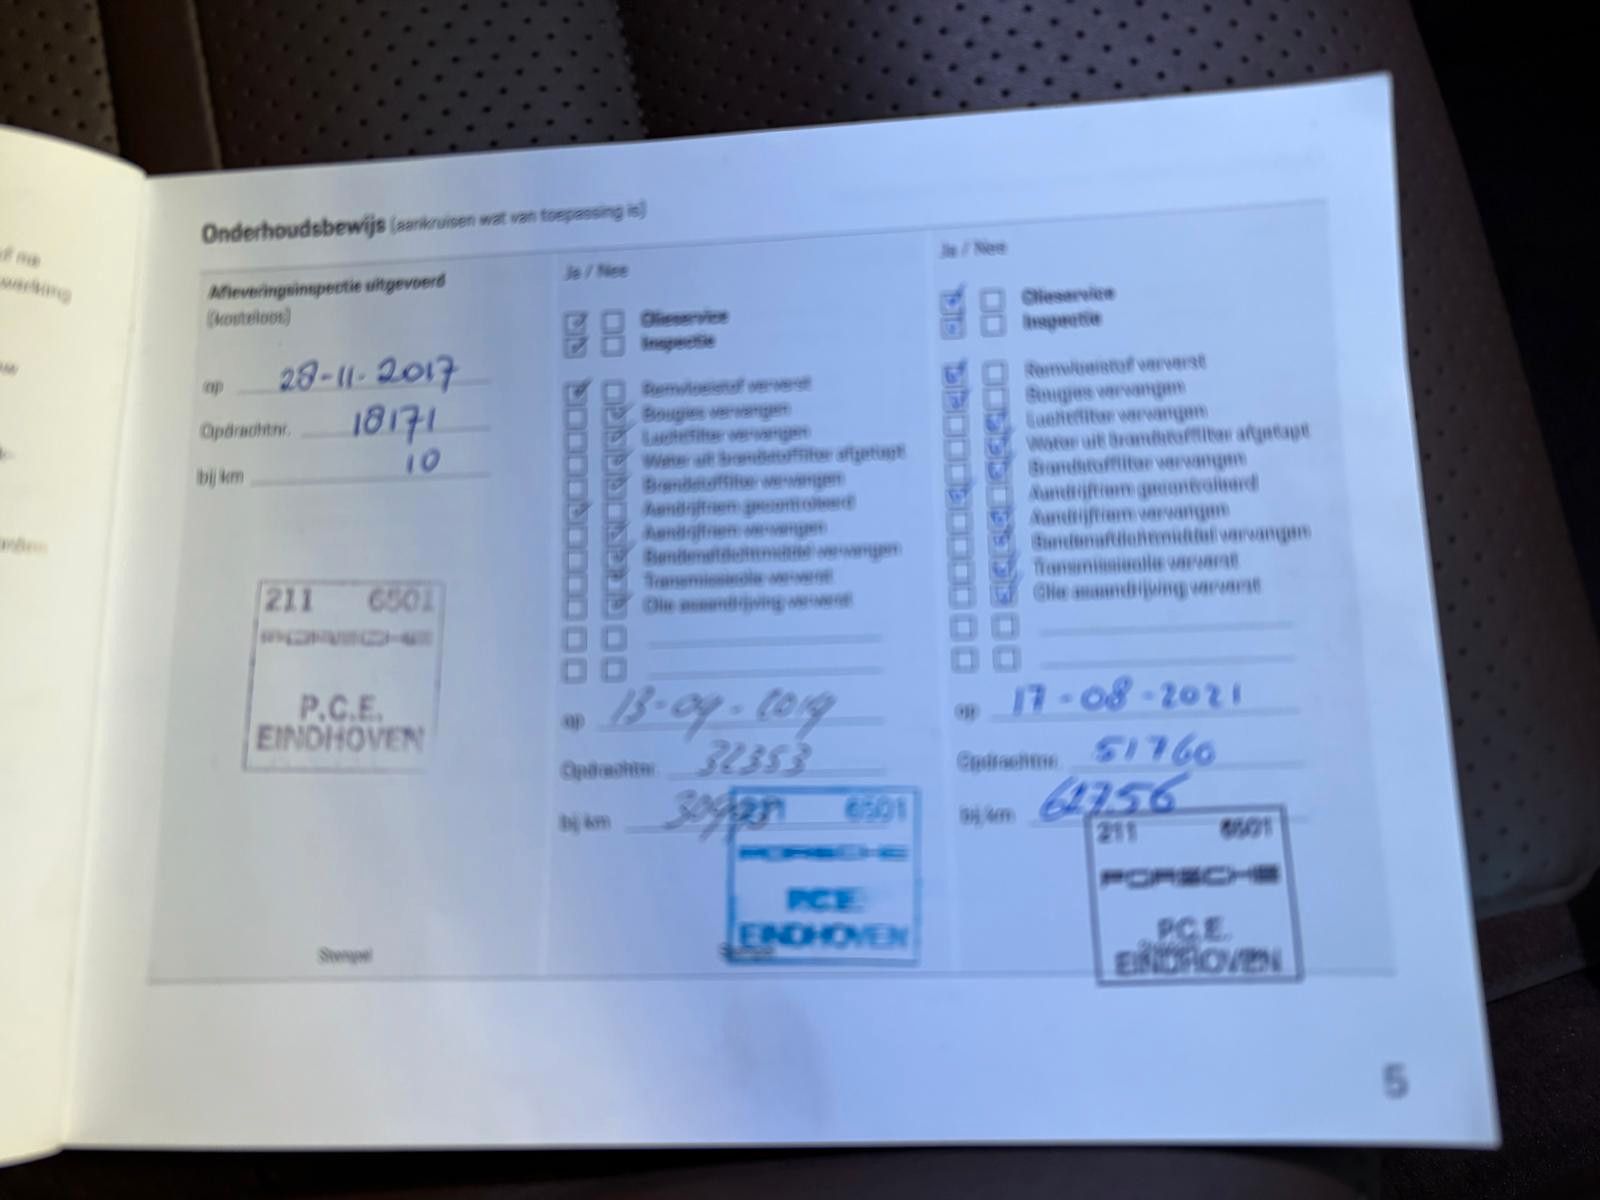 Onderhoudsbewijs (aankruisen wat van toepassing is)
Afleveringsinspectie uitgevoerd
(kosteloos)
op 28-11-2017
Opdrachtnr. 18171
bij km 10
211 6501
PORSCHE
P.C.E.
EINDHOVEN
Stempel
Ja / Nee
Olieservice
Inspectie
Remvloeistof ververst
Bougies vervangen
Luchtfilter vervangen
Water uit brandstoffilter afgetapt
Brandstoffilter vervangen
Aandrijfriem gecontroleerd
Aandrijfriem vervangen
Bandenafdichtmiddel vervangen
Transmissieolie ververst
Olie asaandrijving ververst
op 13-09-2019
Opdrachtnr. 32353
bij km
211 6501
PORSCHE
P.C.E.
EINDHOVEN
Ja / Nee
Olieservice
Inspectie
Remvloeistof ververst
Bougies vervangen
Luchtfilter vervangen
Water uit brandstoffilter afgetapt
Brandstoffilter vervangen
Aandrijfriem gecontroleerd
Aandrijfriem vervangen
Bandenafdichtmiddel vervangen
Transmissieolie ververst
Olie asaandrijving ververst
op 17-08-2021
Opdrachtnr. 51760
bij km 62756
211 6501
PORSCHE
P.C.E.
EINDHOVEN
5